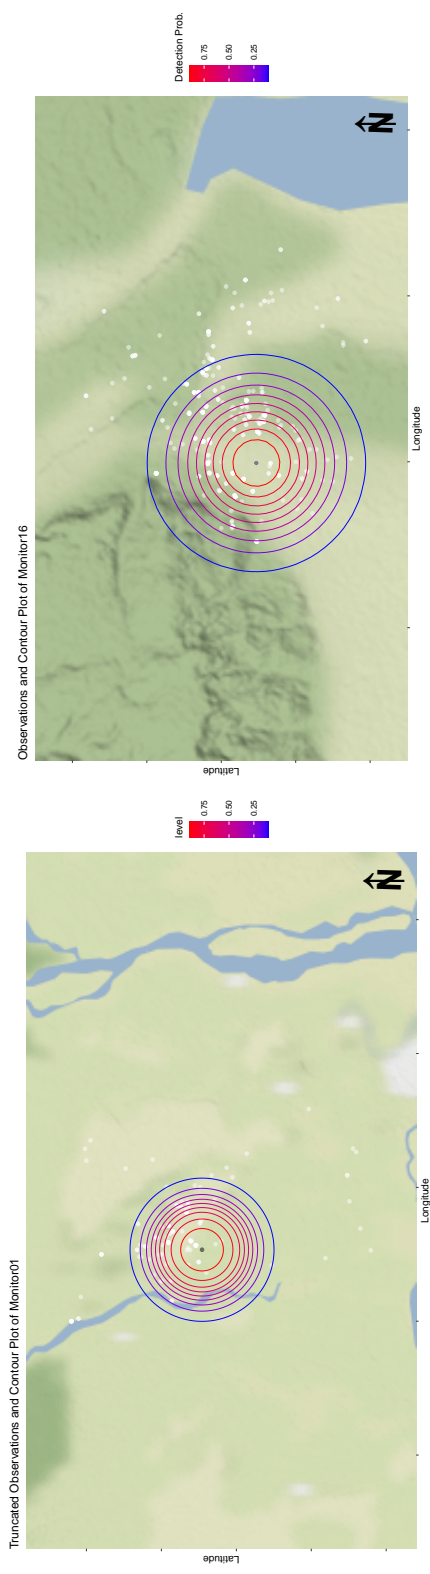 Truncated Observations and Contour Plot of Monitor01
Latitude
level
0.75
0.50
0.25
N
Longitude
Observations and Contour Plot of Monitor16
Latitude
Detection Prob.
0.75
0.50
0.25
N
Longitude